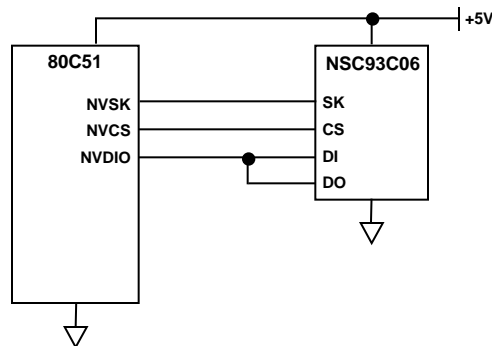 +5V
80C51
NSC93C06
NVSK
SK
NVCS
CS
NVDIO
DI
DO